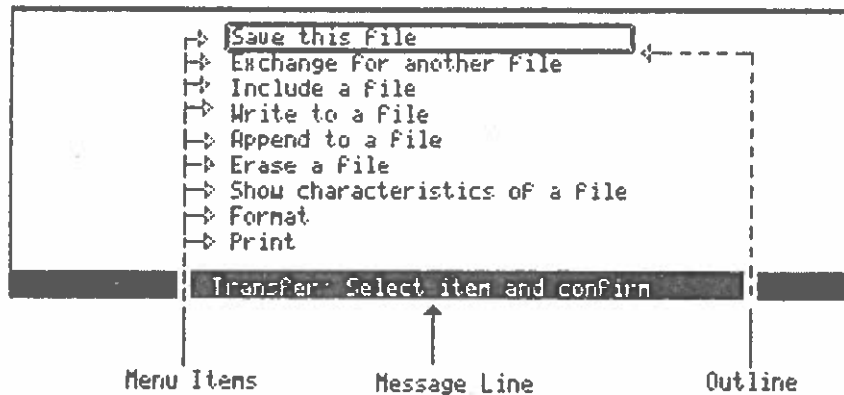 Save this file
Exchange for another file
Include a file
Write to a file
Append to a file
Erase a file
Show characteristics of a file
Format
Print
Transfer: Select item and confirm
Menu Items
Message Line
Outline